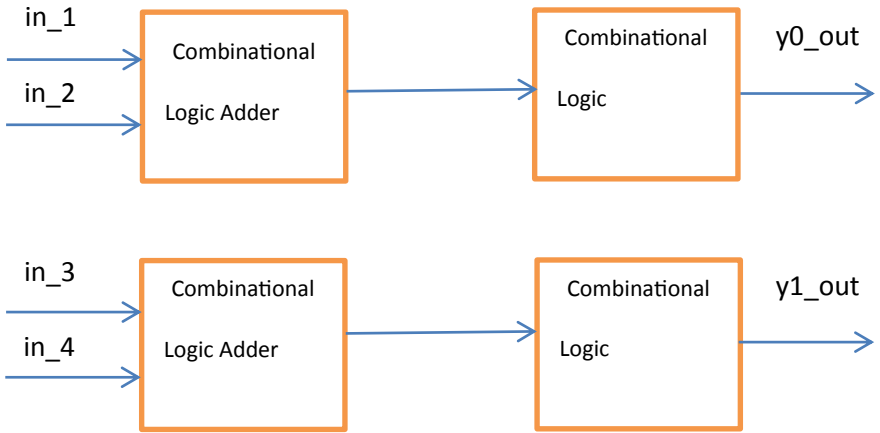 in_1
in_2
Combinational
Logic Adder
Combinational
Logic
y0_out
in_3
in_4
Combinational
Logic Adder
Combinational
Logic
y1_out